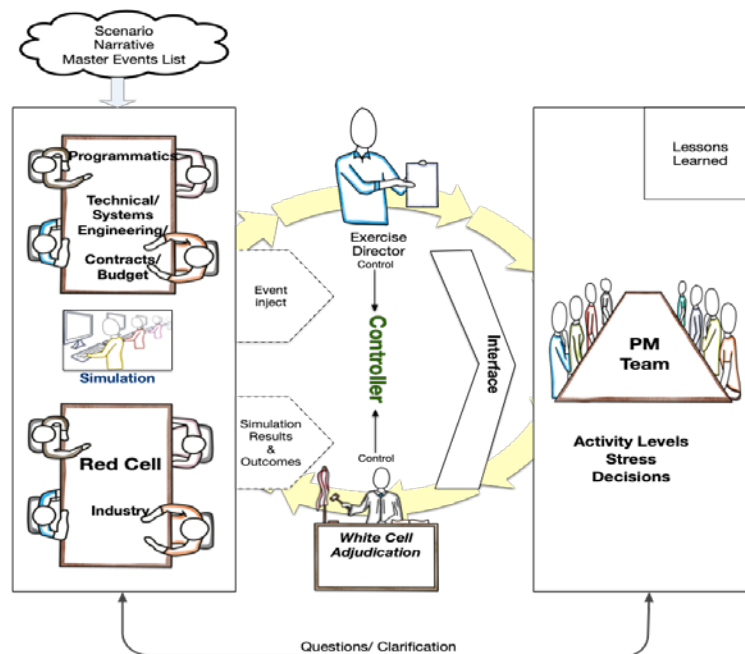 Scenario
Narrative
Master Events List
Programmatics
Technical/
Systems
Engineering/
Contracts/
Budget
Simulation
Red Cell
Industry
Event
inject
Simulation
Results
&
Outcomes
Exercise
Director
Control
Controller
Control
White Cell
Adjudication
Interface
Lessons
Learned
PM
Team
Activity Levels
Stress
Decisions
Questions/ Clarification